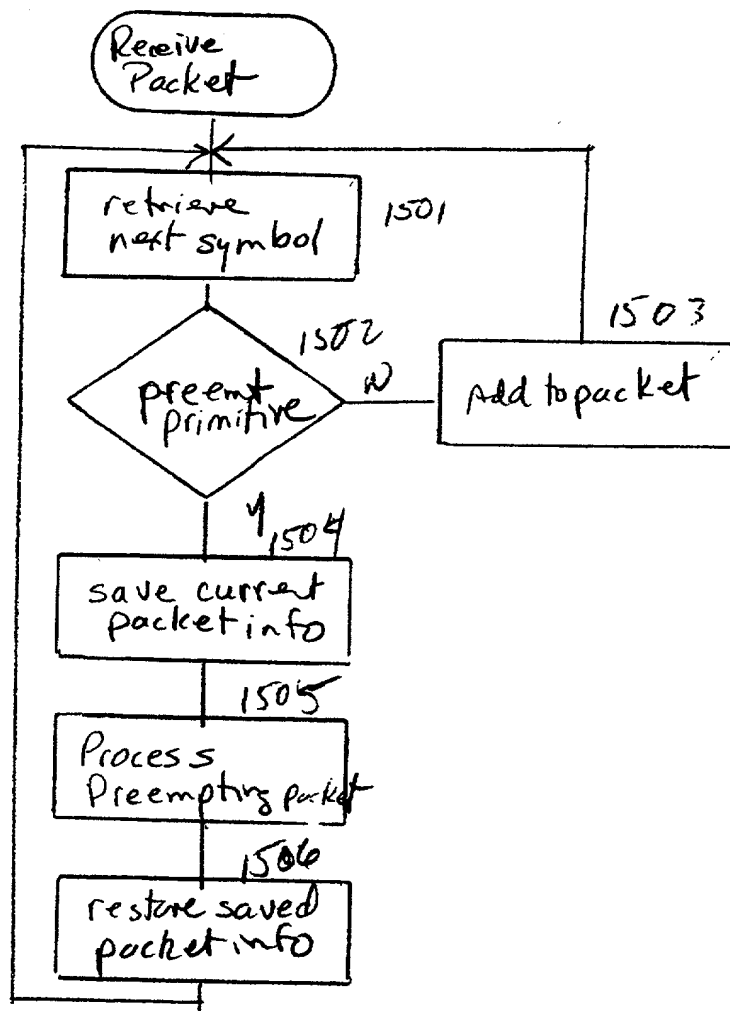 Receive
Packet
retrieve
next symbol
1501
1502
preemt
primitive
N
1503
Add to packet
Y
1504
save current
packet info
1505
Process
Preempting packet
1506
restore saved
packet info